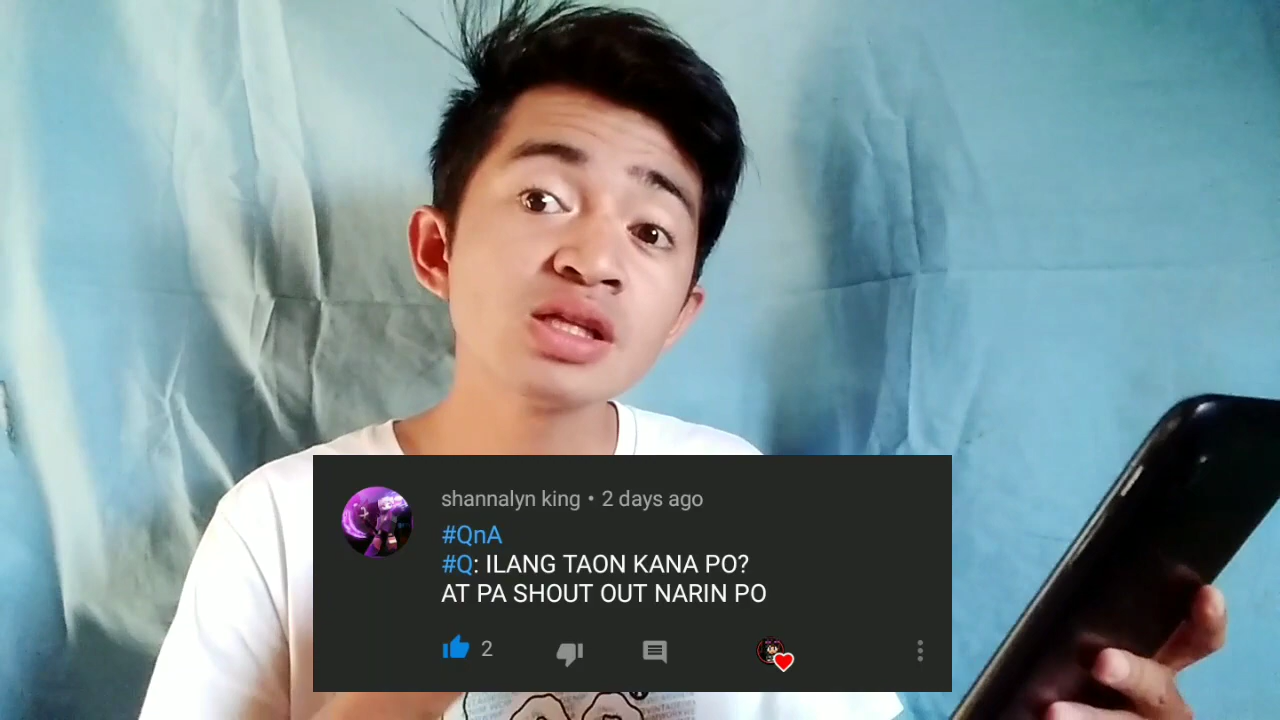 shannalyn king • 2 days ago
#QnA
#Q: ILANG TAON KANA PO?
AT PA SHOUT OUT NARIN PO
2